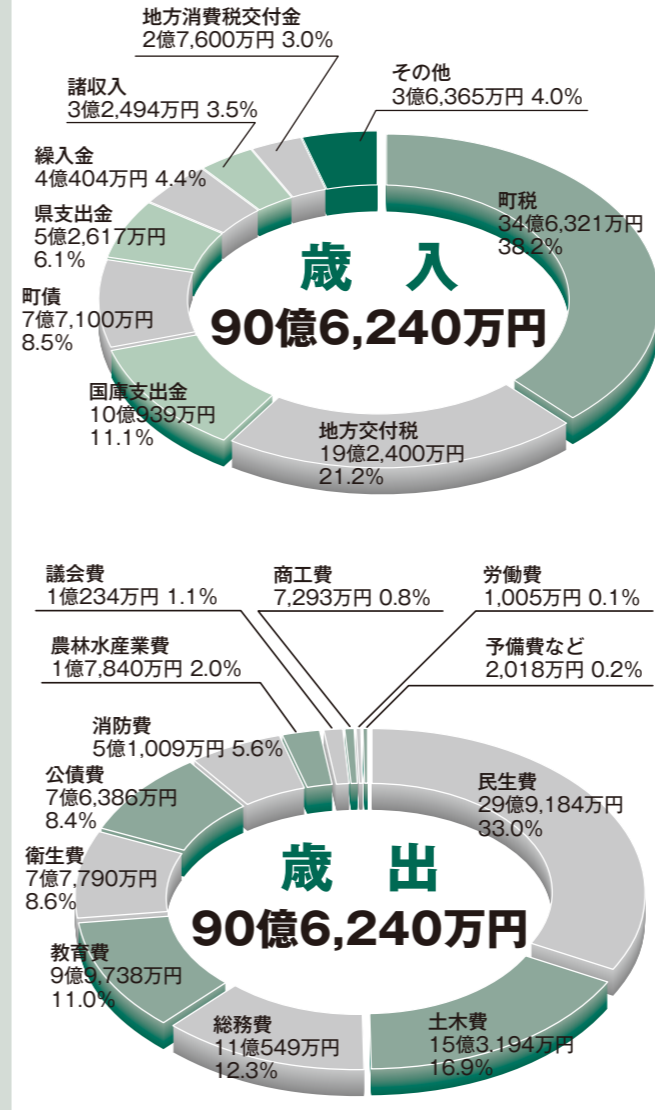 地方消費税交付金
2億7,600万円 3.0%
その他
3億6,365万円 4.0%
諸収入
3億2,494万円 3.5%
繰入金
4億404万円 4.4%
県支出金
5億2,617万円
6.1%
町債
7億7,100万円
8.5%
国庫支出金
10億939万円
11.1%
地方交付税
19億2,400万円
21.2%
町税
34億6,321万円
38.2%
歳 入
90億6,240万円
議会費
1億234万円 1.1%
商工費
7,293万円 0.8%
労働費
1,005万円 0.1%
農林水産業費
1億7,840万円 2.0%
予備費など
2,018万円 0.2%
消防費
5億1,009万円 5.6%
公債費
7億6,386万円
8.4%
衛生費
7億7,790万円
8.6%
教育費
9億9,738万円
11.0%
総務費
11億549万円
12.3%
土木費
15億3.194万円
16.9%
民生費
29億9,184万円
33.0%
歳 出
90億6,240万円